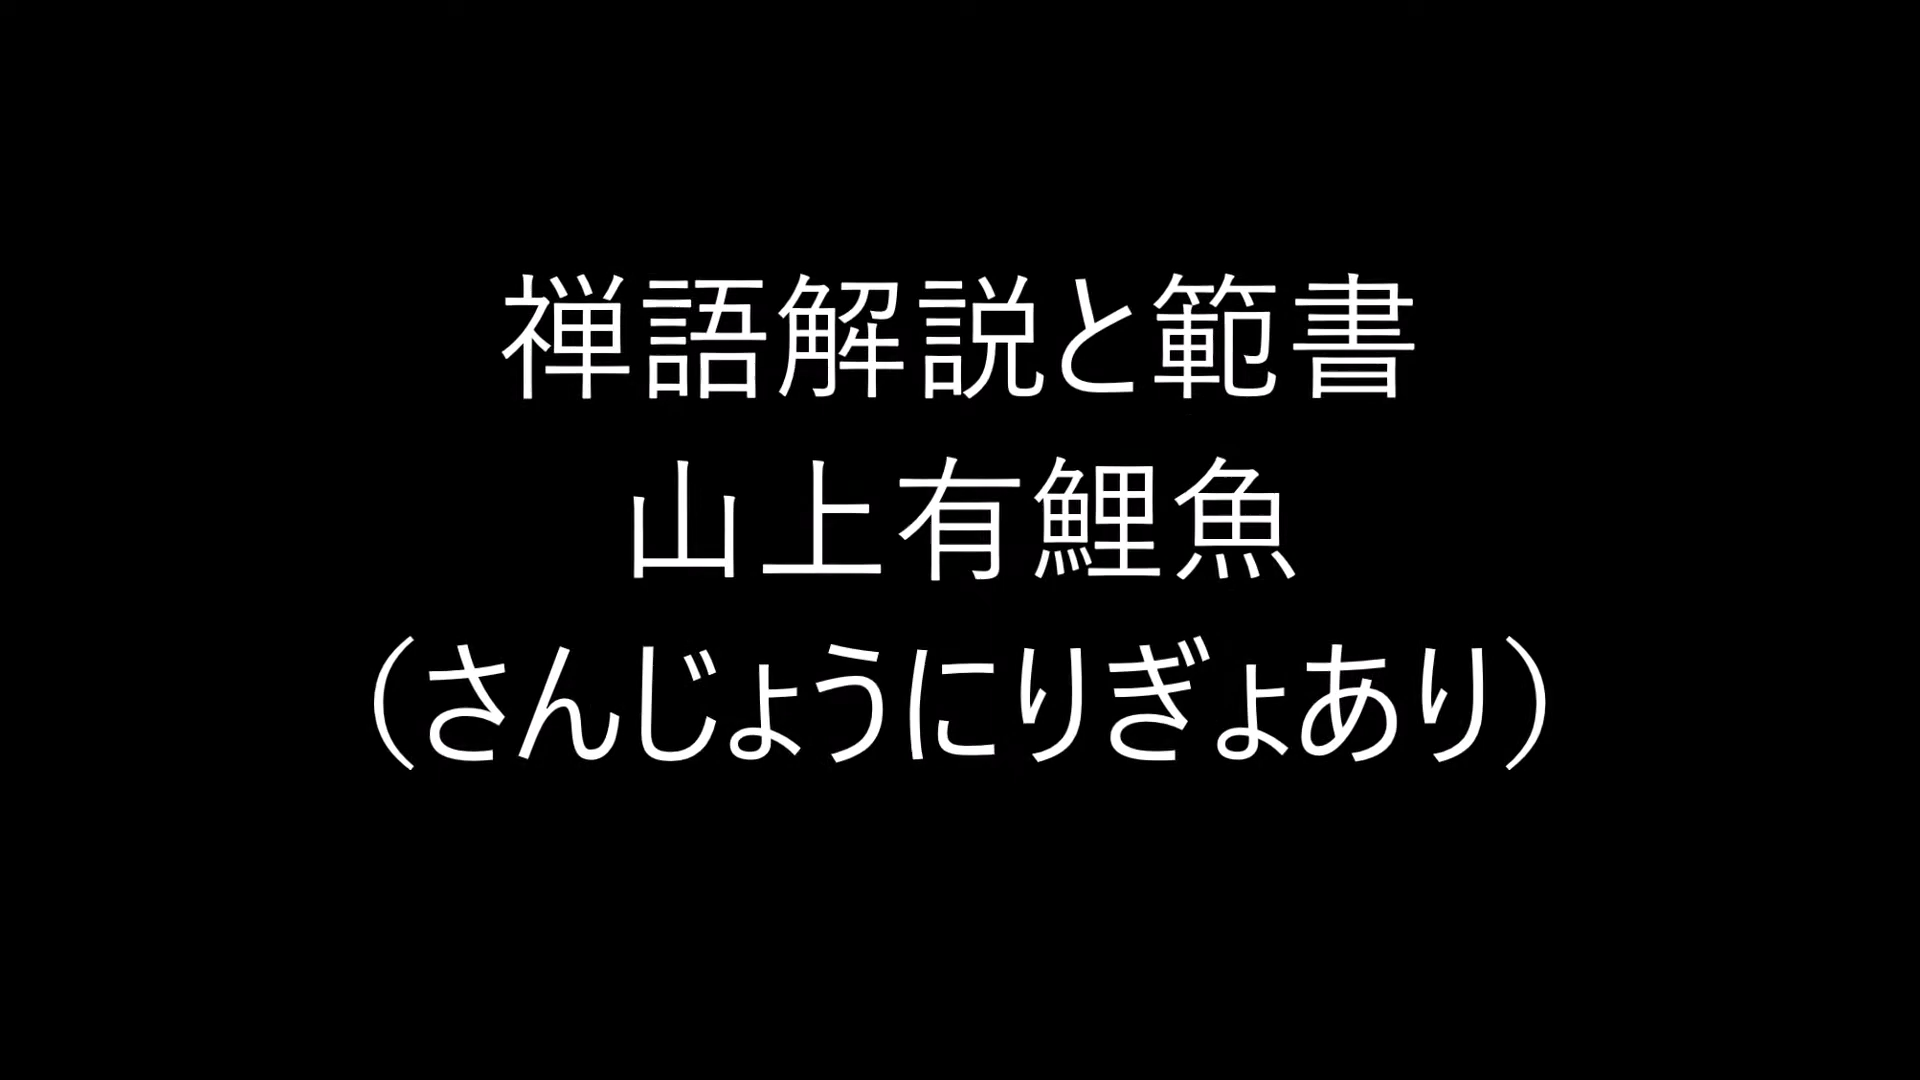 禅語解説と範書
山上有鯉魚
（さんじょうにりぎょあり）